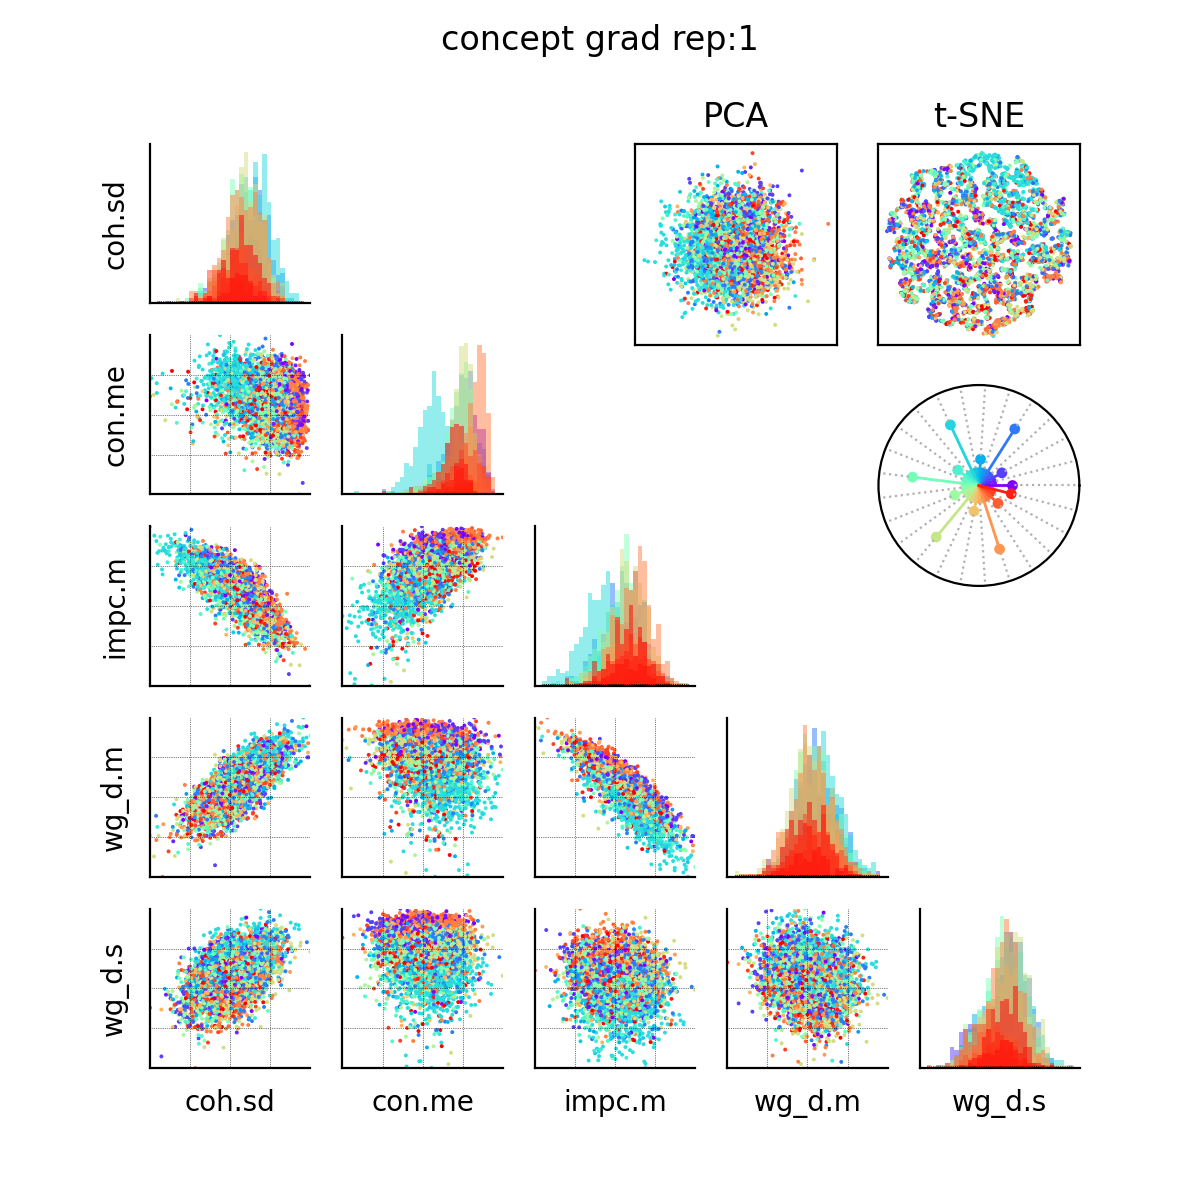 concept grad rep:1
PCA
t-SNE
coh.sd
con.me
impc.m
wg_d.m
wg_d.s
coh.sd
con.me
impc.m
wg_d.m
wg_d.s